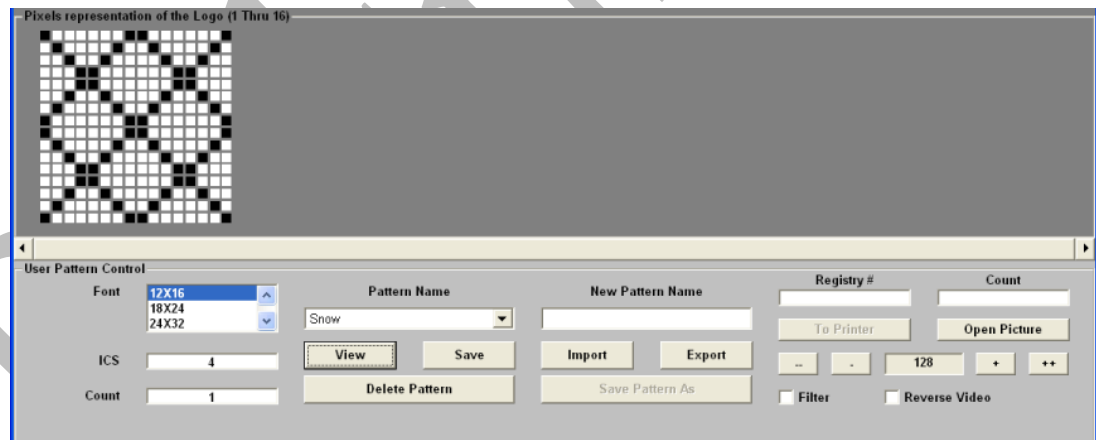 Pixels representation of the Logo (1 Thru 16)
User Pattern Control
Font
12X16
18X24
24X32
ICS
4
Count
1
Pattern Name
Snow
View
Save
Delete Pattern
New Pattern Name
Import
Export
Save Pattern As
Registry #
Count
To Printer
Open Picture
--
-
128
+
++
Filter
Reverse Video